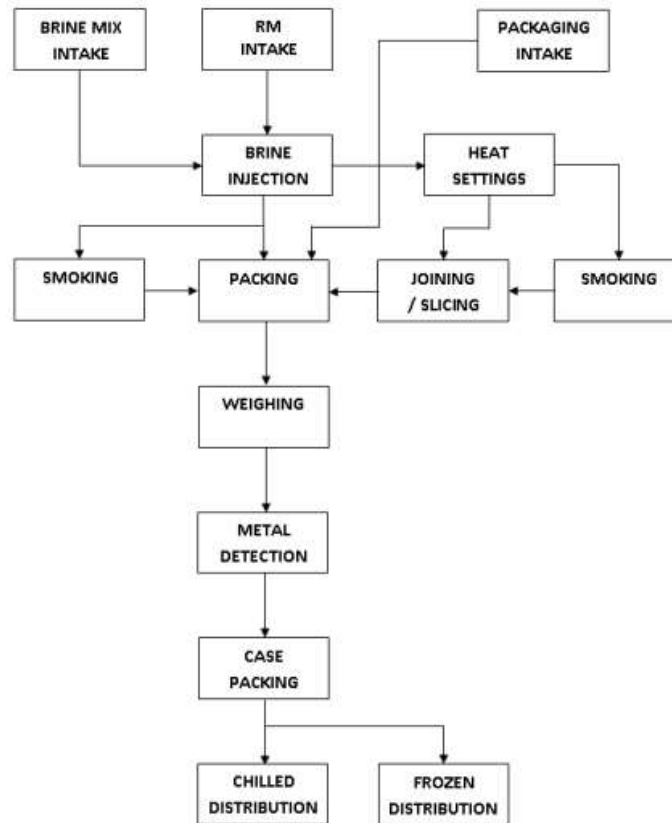 BRINE MIX
INTAKE
RM
INTAKE
PACKAGING
INTAKE
BRINE
INJECTION
HEAT
SETTINGS
SMOKING
PACKING
JOINING
/ SLICING
SMOKING
WEIGHING
METAL
DETECTION
CASE
PACKING
CHILLED
DISTRIBUTION
FROZEN
DISTRIBUTION